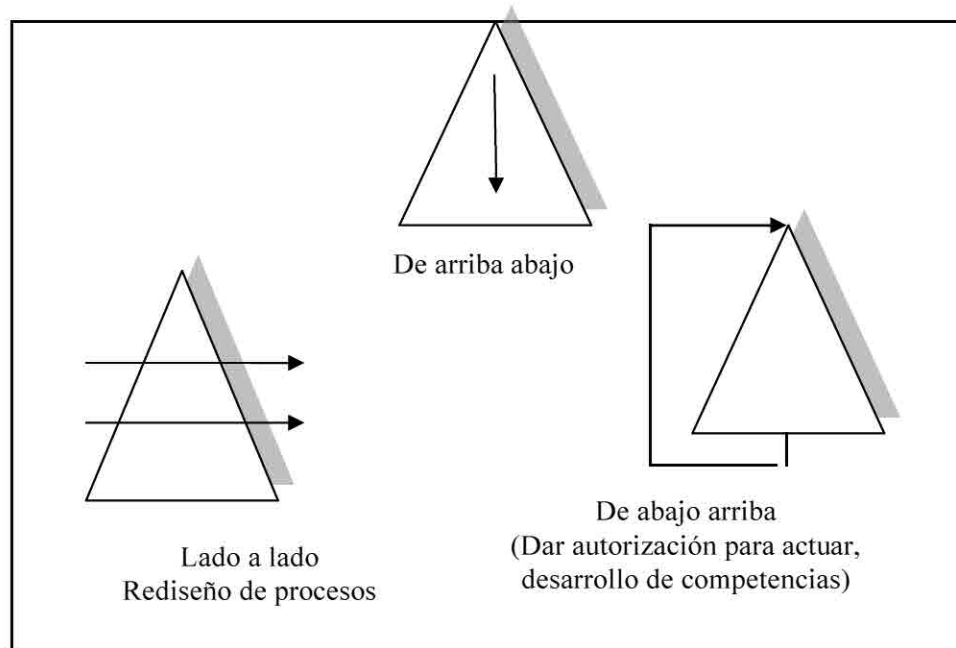 De arriba abajo
Lado a lado
Rediseño de procesos
De abajo arriba
(Dar autorización para actuar,
desarrollo de competencias)